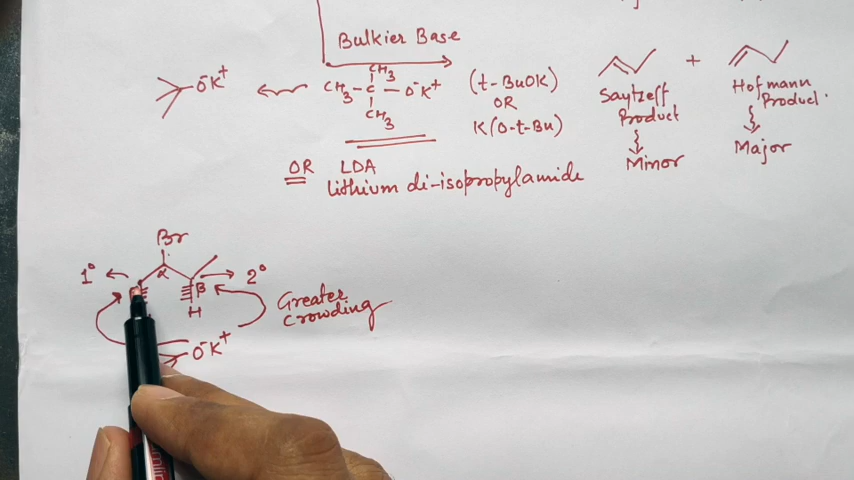 Bulkier Base
CH3
CH3-C-O-K+
CH3
O-K+
(t-BuOK)
OR
K(O-t-Bu)
+
Saytzeff
Product
Minor
Hofmann
Product.
Major
OR LDA
Lithium di-isopropylamide
Br
1° α 2°
β
H
Greater
Crowding
O-K+